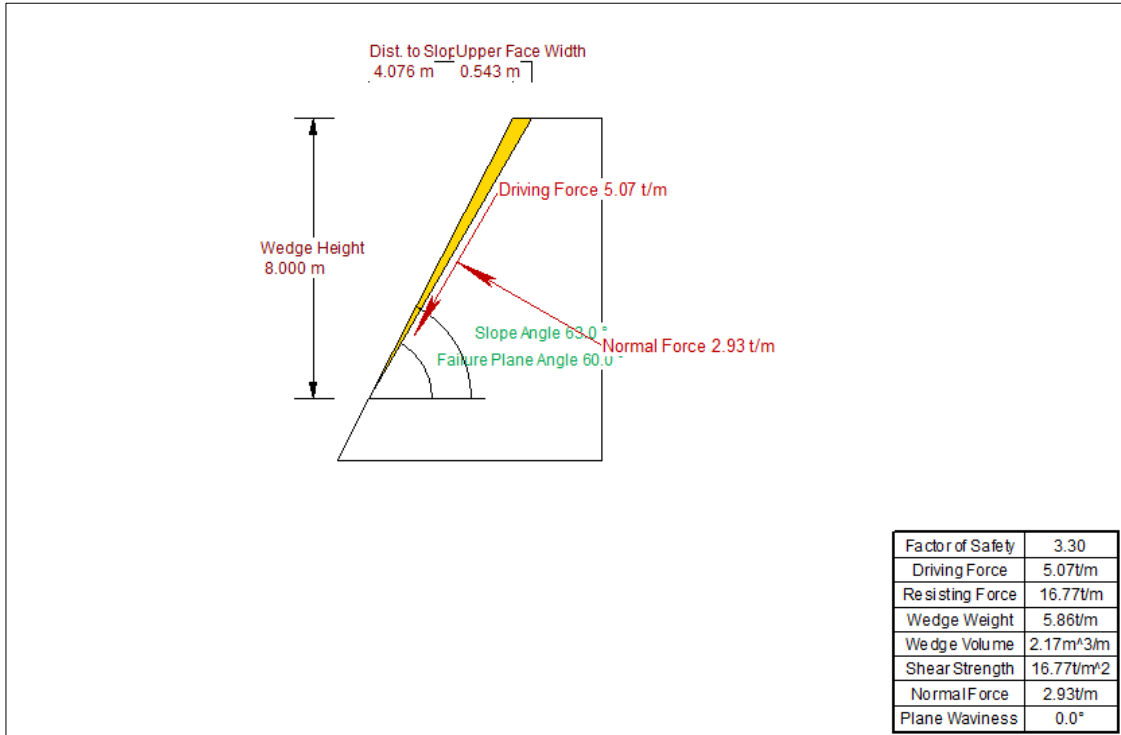 Dist. to Slop Upper Face Width
4.076 m 0.543 m
Driving Force 5.07 t/m
Wedge Height
8.000 m
Slope Angle 63.0 °
Normal Force 2.93 t/m
Failure Plane Angle 60.0 °
Factor of Safety 3.30
Driving Force 5.07t/m
Resisting Force 16.77t/m
Wedge Weight 5.86t/m
Wedge Volume 2.17m^3/m
Shear Strength 16.77t/m^2
Normal Force 2.93t/m
Plane Waviness 0.0°